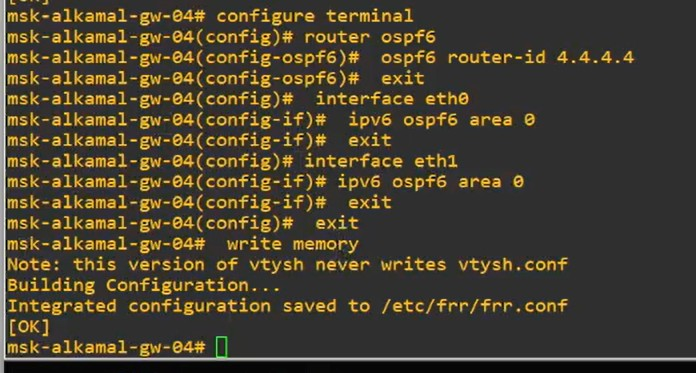 [OK]
msk-alkamal-gw-04# configure terminal
msk-alkamal-gw-04(config)# router ospf6
msk-alkamal-gw-04(config-ospf6)#  ospf6 router-id 4.4.4.4
msk-alkamal-gw-04(config-ospf6)#  exit
msk-alkamal-gw-04(config)#  interface eth0
msk-alkamal-gw-04(config-if)#  ipv6 ospf6 area 0
msk-alkamal-gw-04(config-if)#  exit
msk-alkamal-gw-04(config)# interface eth1
msk-alkamal-gw-04(config-if)# ipv6 ospf6 area 0
msk-alkamal-gw-04(config-if)#  exit
msk-alkamal-gw-04(config)#  exit
msk-alkamal-gw-04#  write memory
Note: this version of vtysh never writes vtysh.conf
Building Configuration...
Integrated configuration saved to /etc/frr/frr.conf
[OK]
msk-alkamal-gw-04#